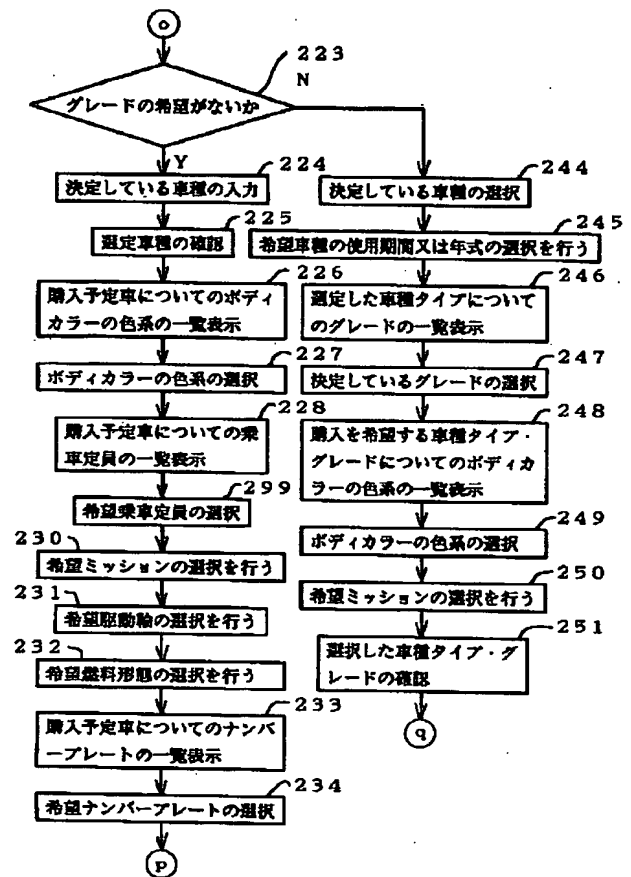 o
223
N
グレードの希望がないか
Y
224
決定している車種の入力
225
選定車種の確認
226
購入予定車についてのボディ
カラーの色系の一覧表示
227
ボディカラーの色系の選択
228
購入予定車についての乗
車定員の一覧表示
299
希望乗車定員の選択
230
希望ミッションの選択を行う
231
希望駆動輪の選択を行う
232
希望燃料形態の選択を行う
233
購入予定車についてのナンバ
ープレートの一覧表示
234
希望ナンバープレートの選択
p
244
決定している車種の選択
245
希望車種の使用期間又は年式の選択を行う
246
選定した車種タイプについて
のグレードの一覧表示
247
決定しているグレードの選択
248
購入を希望する車種タイプ・
グレードについてのボディカ
ラーの色系の一覧表示
249
ボディカラーの色系の選択
250
希望ミッションの選択を行う
251
選択した車種タイプ・グ
レードの確認
q